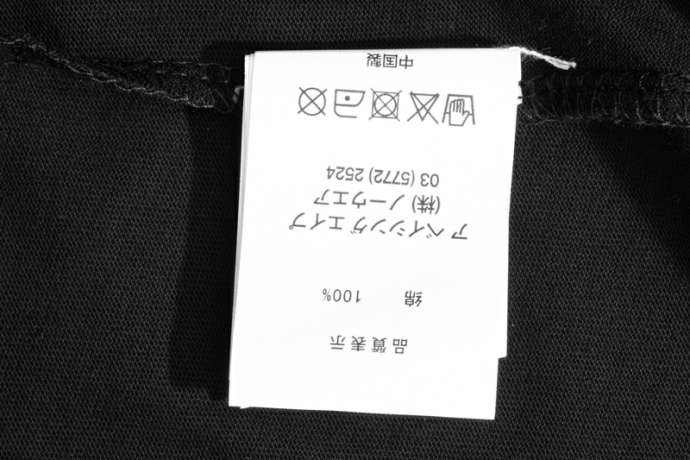 品質表示
綿 100%
アベイシングエイプ
(株) ノーウエア
03 (5772) 2524
中国製